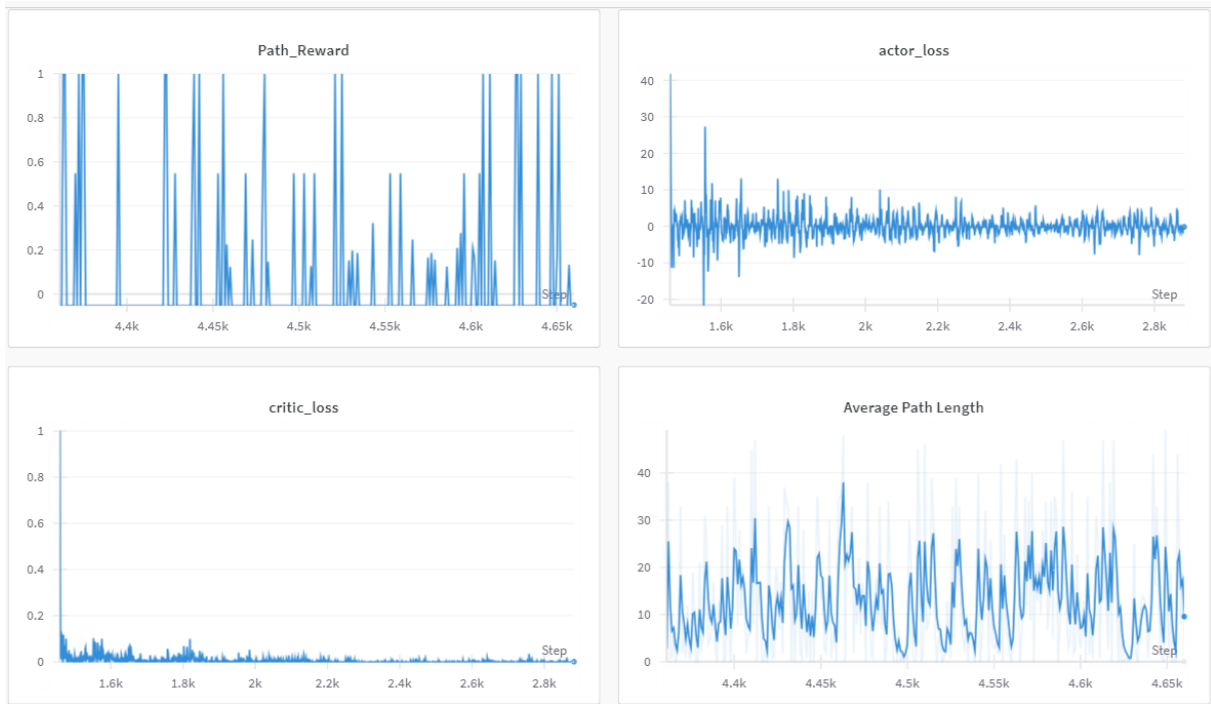 Path_Reward
1
0.8
0.6
0.4
0.2
0
Step
4.4k 4.45k 4.5k 4.55k 4.6k 4.65k
actor_loss
40
30
20
10
0
-10
-20
Step
1.6k 1.8k 2k 2.2k 2.4k 2.6k 2.8k
critic_loss
1
0.8
0.6
0.4
0.2
0
Step
1.6k 1.8k 2k 2.2k 2.4k 2.6k 2.8k
Average Path Length
40
30
20
10
0
Step
4.4k 4.45k 4.5k 4.55k 4.6k 4.65k